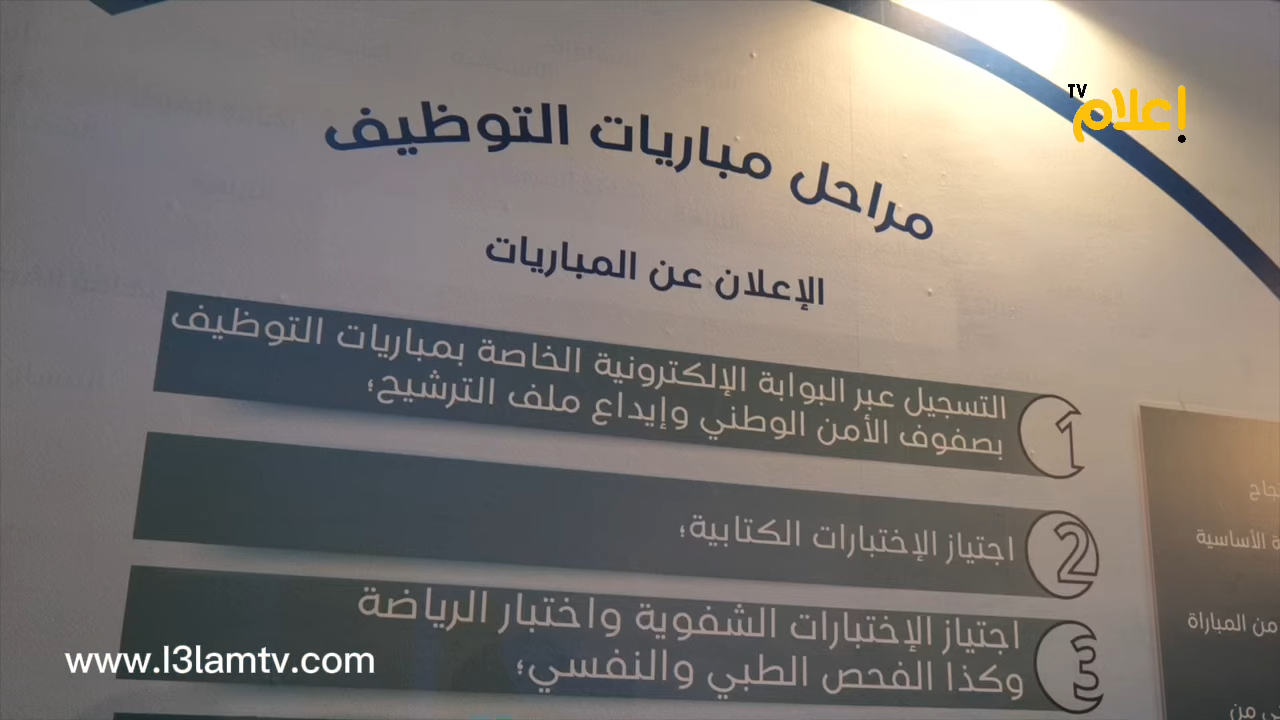 TV
إعلام
مراحل مباريات التوظيف
الإعلان عن المباريات
1
التسجيل عبر البوابة الإلكترونية الخاصة بمباريات التوظيف
بصفوف الأمن الوطني وإيداع ملف الترشيح؛
2
اجتياز الإختبارات الكتابية؛
3
اجتياز الإختبارات الشفوية واختبار الرياضة
وكذا الفحص الطبي والنفسي؛
الأساسية
من المباراة
من
www.I3lamtv.com